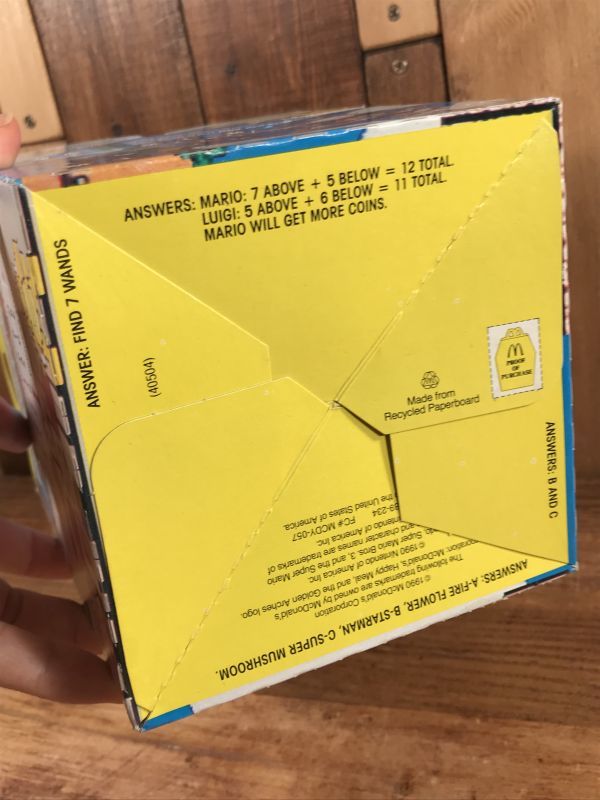 ANSWERS: MARIO: 7 ABOVE + 5 BELOW = 12 TOTAL.
LUIGI: 5 ABOVE + 6 BELOW = 11 TOTAL.
MARIO WILL GET MORE COINS.
ANSWER: FIND 7 WANDS
(40504)
PROOF
OF
PURCHASE
Made from
Recycled Paperboard
ANSWERS: B AND C
ANSWERS: A-FIRE FLOWER, B-STARMAN, C-SUPER MUSHROOM.
©1990 McDonald's Corporation
The following trademarks are owned by McDonald's
Corporation: McDonald's, Happy Meal, and the Golden Arches logo.
©1990 Nintendo of America Inc.
Super Mario Bros. 3, and the Super Mario
character names are trademarks of
Nintendo of America Inc.
89-234 FC# MCDY-057
the United States of America.